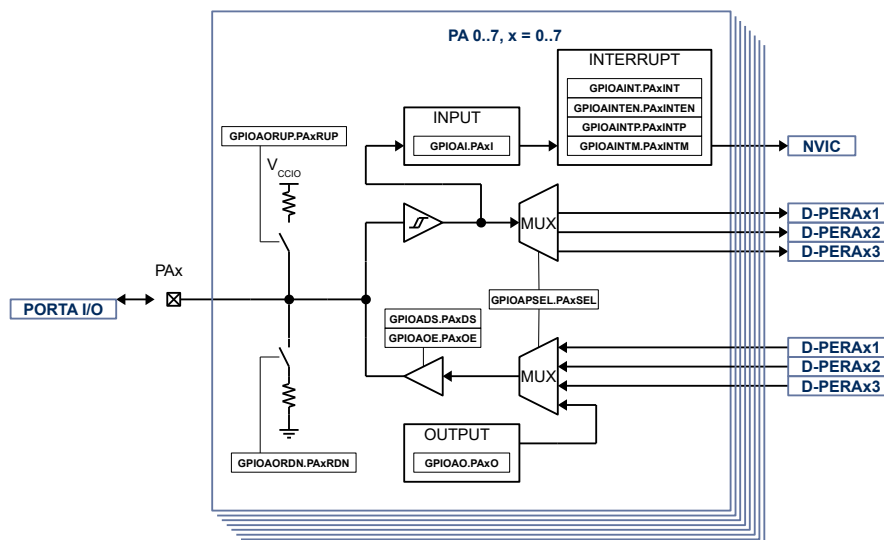 PA 0..7, x = 0..7
INTERRUPT
GPIOAINT.PAxINT
GPIOAINTEN.PAxINTEN
GPIOAINTP.PAxINTP
GPIOAINTM.PAxINTM
INPUT
GPIOAI.PAxI
NVIC
GPIOAORUP.PAxRUP
VCCIO
MUX
D-PERAx1
D-PERAx2
D-PERAx3
PAx
PORTA I/O
GPIOAPSEL.PAxSEL
GPIOADS.PAxDS
GPIOAOE.PAxOE
MUX
D-PERAx1
D-PERAx2
D-PERAx3
OUTPUT
GPIOAO.PAxO
GPIOAORDN.PAxRDN